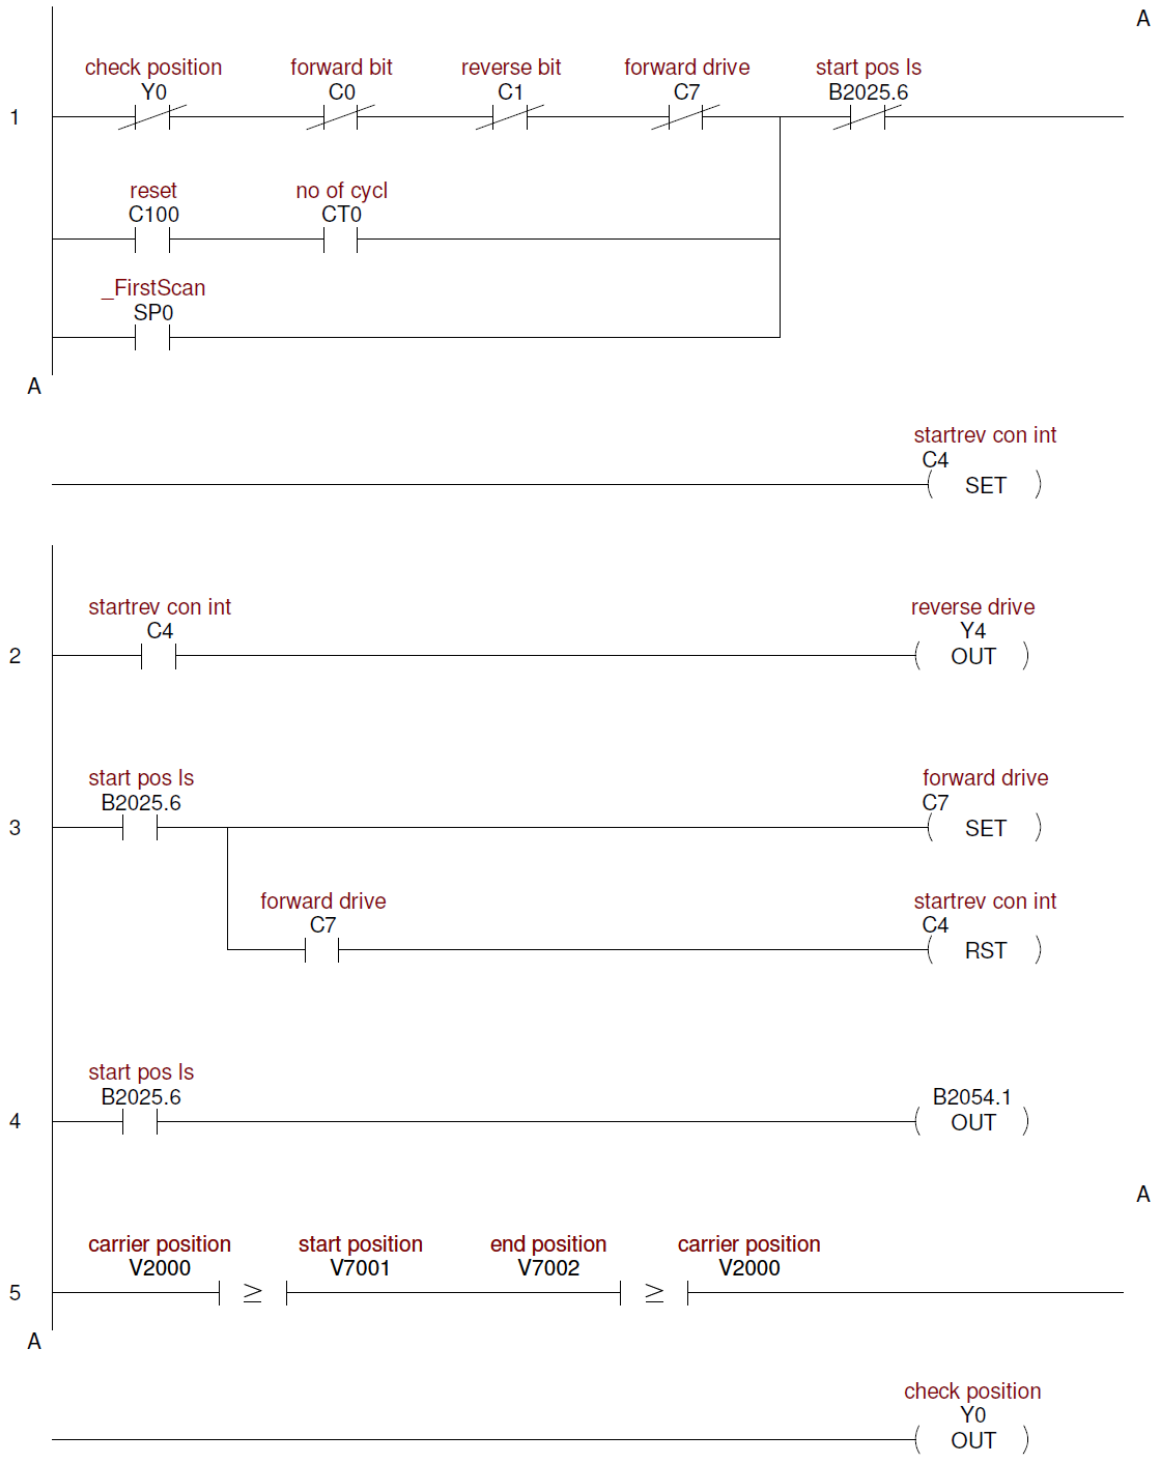 A
check position forward bit reverse bit forward drive start pos ls
Y0 C0 C1 C7 B2025.6
1
reset no of cycl
C100 CT0
_FirstScan
SP0
A
startrev con int
C4
SET
startrev con int reverse drive
C4 Y4
2 OUT
start pos ls forward drive
B2025.6 C7
3 SET
forward drive startrev con int
C7 C4
RST
start pos ls
B2025.6 B2054.1
4 OUT
A
carrier position start position end position carrier position
V2000 V7001 V7002 V2000
5 ≥ ≥
A
check position
Y0
OUT